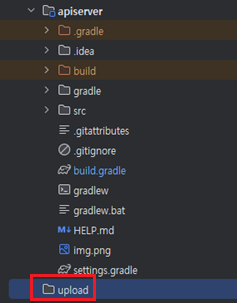 apiserver
.gradle
.idea
build
gradle
src
.gitattributes
.gitignore
build.gradle
gradlew
gradlew.bat
HELP.md
img.png
settings.gradle
upload